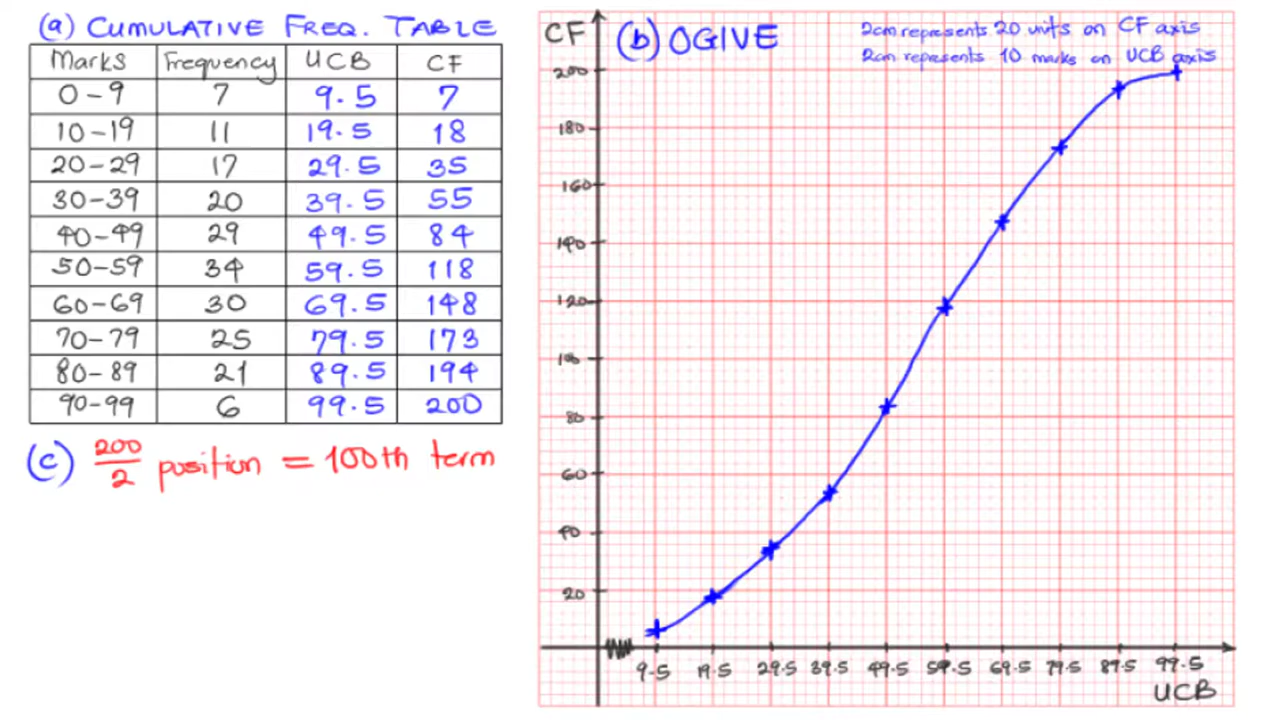 (a) CUMULATIVE FREQ. TABLE
Marks Frequency UCB CF
0-9 7 9.5 7
10-19 11 19.5 18
20-29 17 29.5 35
30-39 20 39.5 55
40-49 29 49.5 84
50-59 34 59.5 118
60-69 30 69.5 148
70-79 25 79.5 173
80-89 21 89.5 194
90-99 6 99.5 200
(c) 200/2 position = 100th term
CF (b) OGIVE
2cm represents 20 units on CF axis
2cm represents 10 marks on UCB axis
200
180
160
140
120
80
60
40
20
9.5 19.5 29.5 39.5 49.5 59.5 69.5 79.5 89.5 99.5
UCB